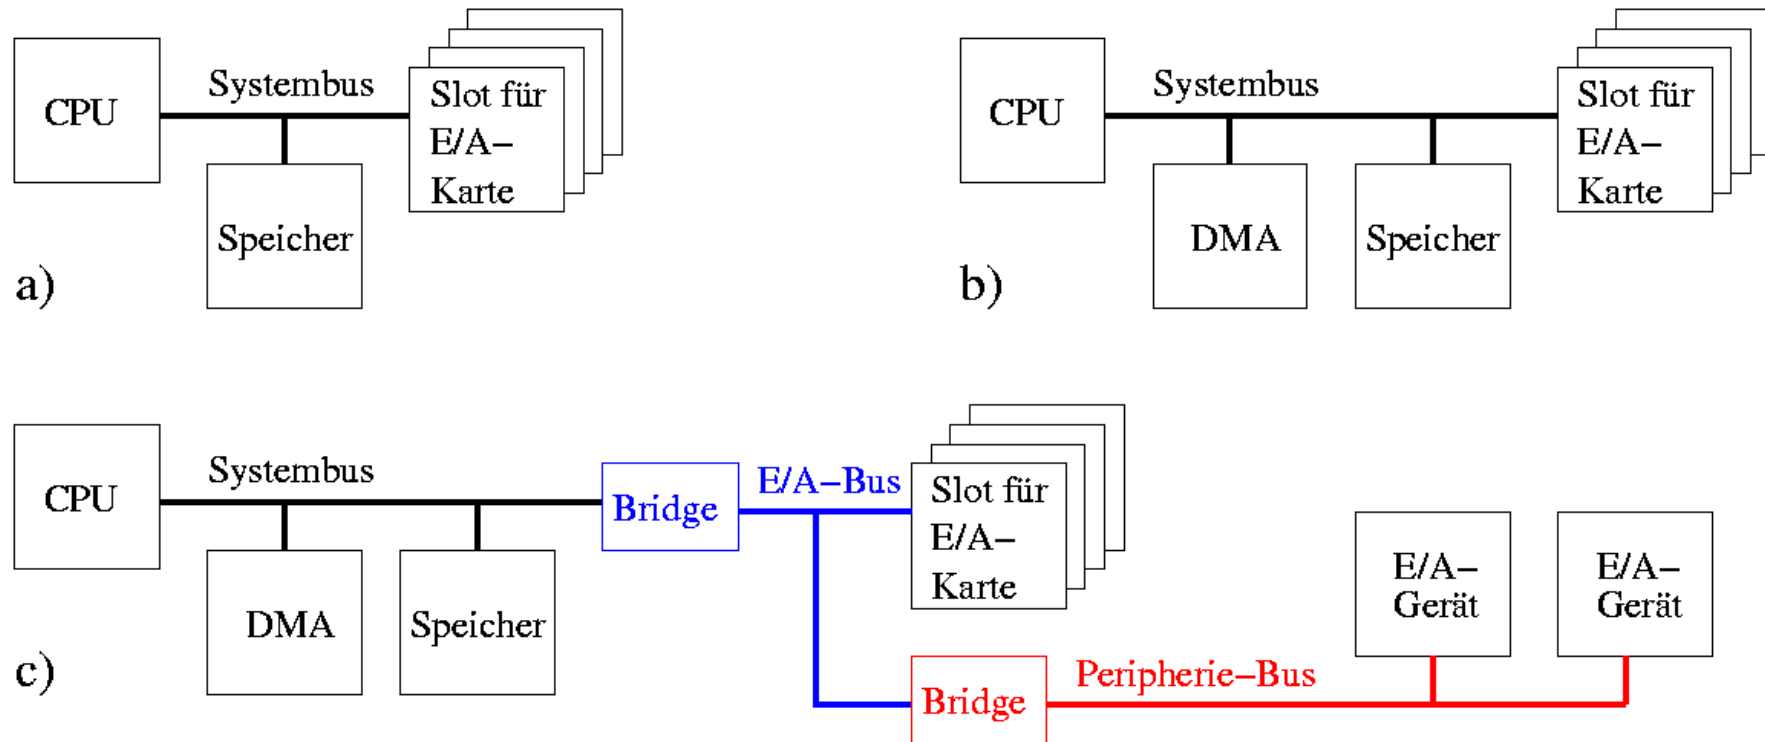 CPU
Systembus
Slot für
E/A–
Karte
Speicher
a)
CPU
Systembus
Slot für
E/A–
Karte
DMA
Speicher
b)
CPU
Systembus
Bridge
E/A–Bus
Slot für
E/A–
Karte
DMA
Speicher
E/A–
Gerät
E/A–
Gerät
c)
Bridge
Peripherie–Bus